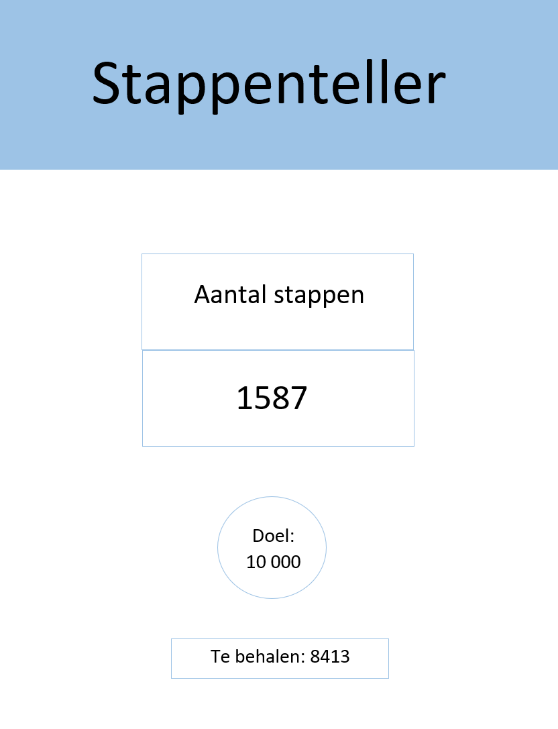 Stappenteller
Aantal stappen
1587
Doel:
10 000
Te behalen: 8413